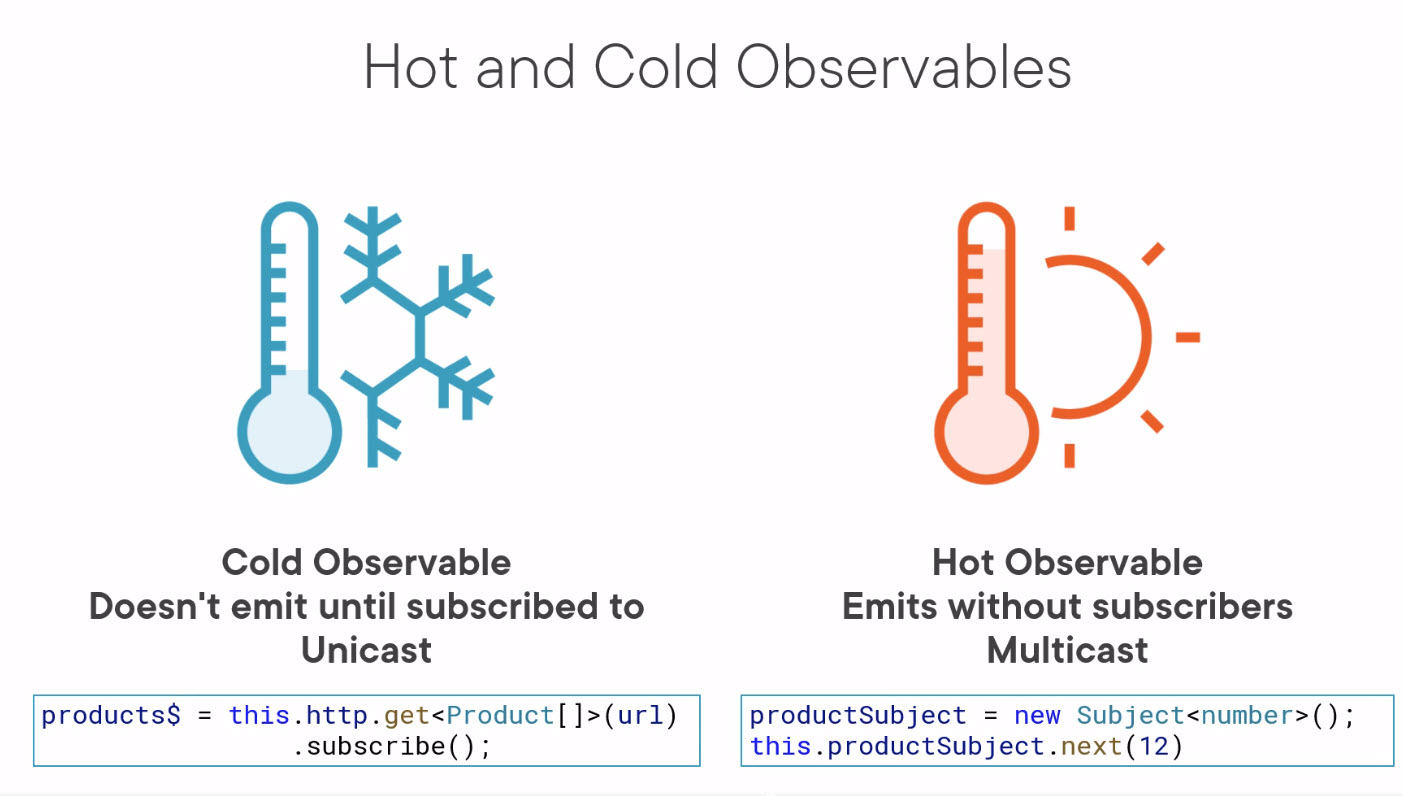 Hot and Cold Observables
Cold Observable
Doesn't emit until subscribed to
Unicast
products$ = this.http.get<Product[]>(url)
.subscribe();
Hot Observable
Emits without subscribers
Multicast
productSubject = new Subject<number>();
this.productSubject.next(12)